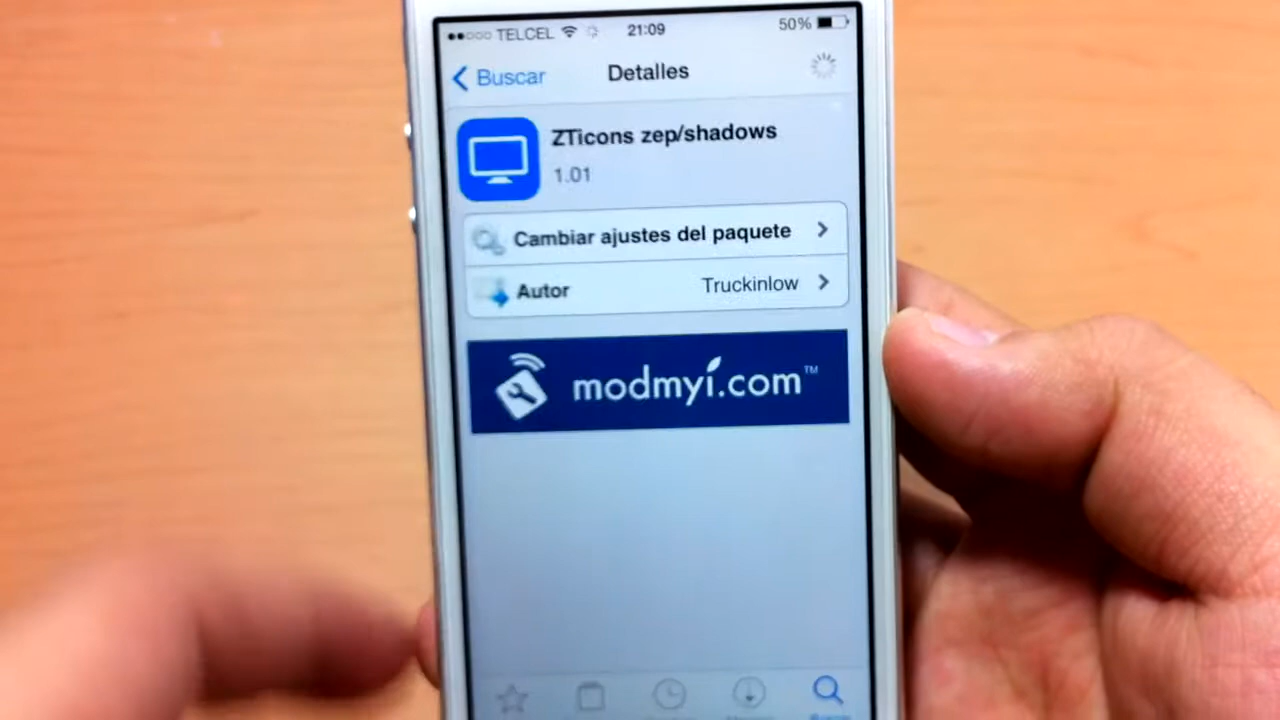 TELCEL 21:09 50%
Buscar Detalles
ZTicons zep/shadows
1.01
Cambiar ajustes del paquete
Autor Truckinlow
modmyi.com™